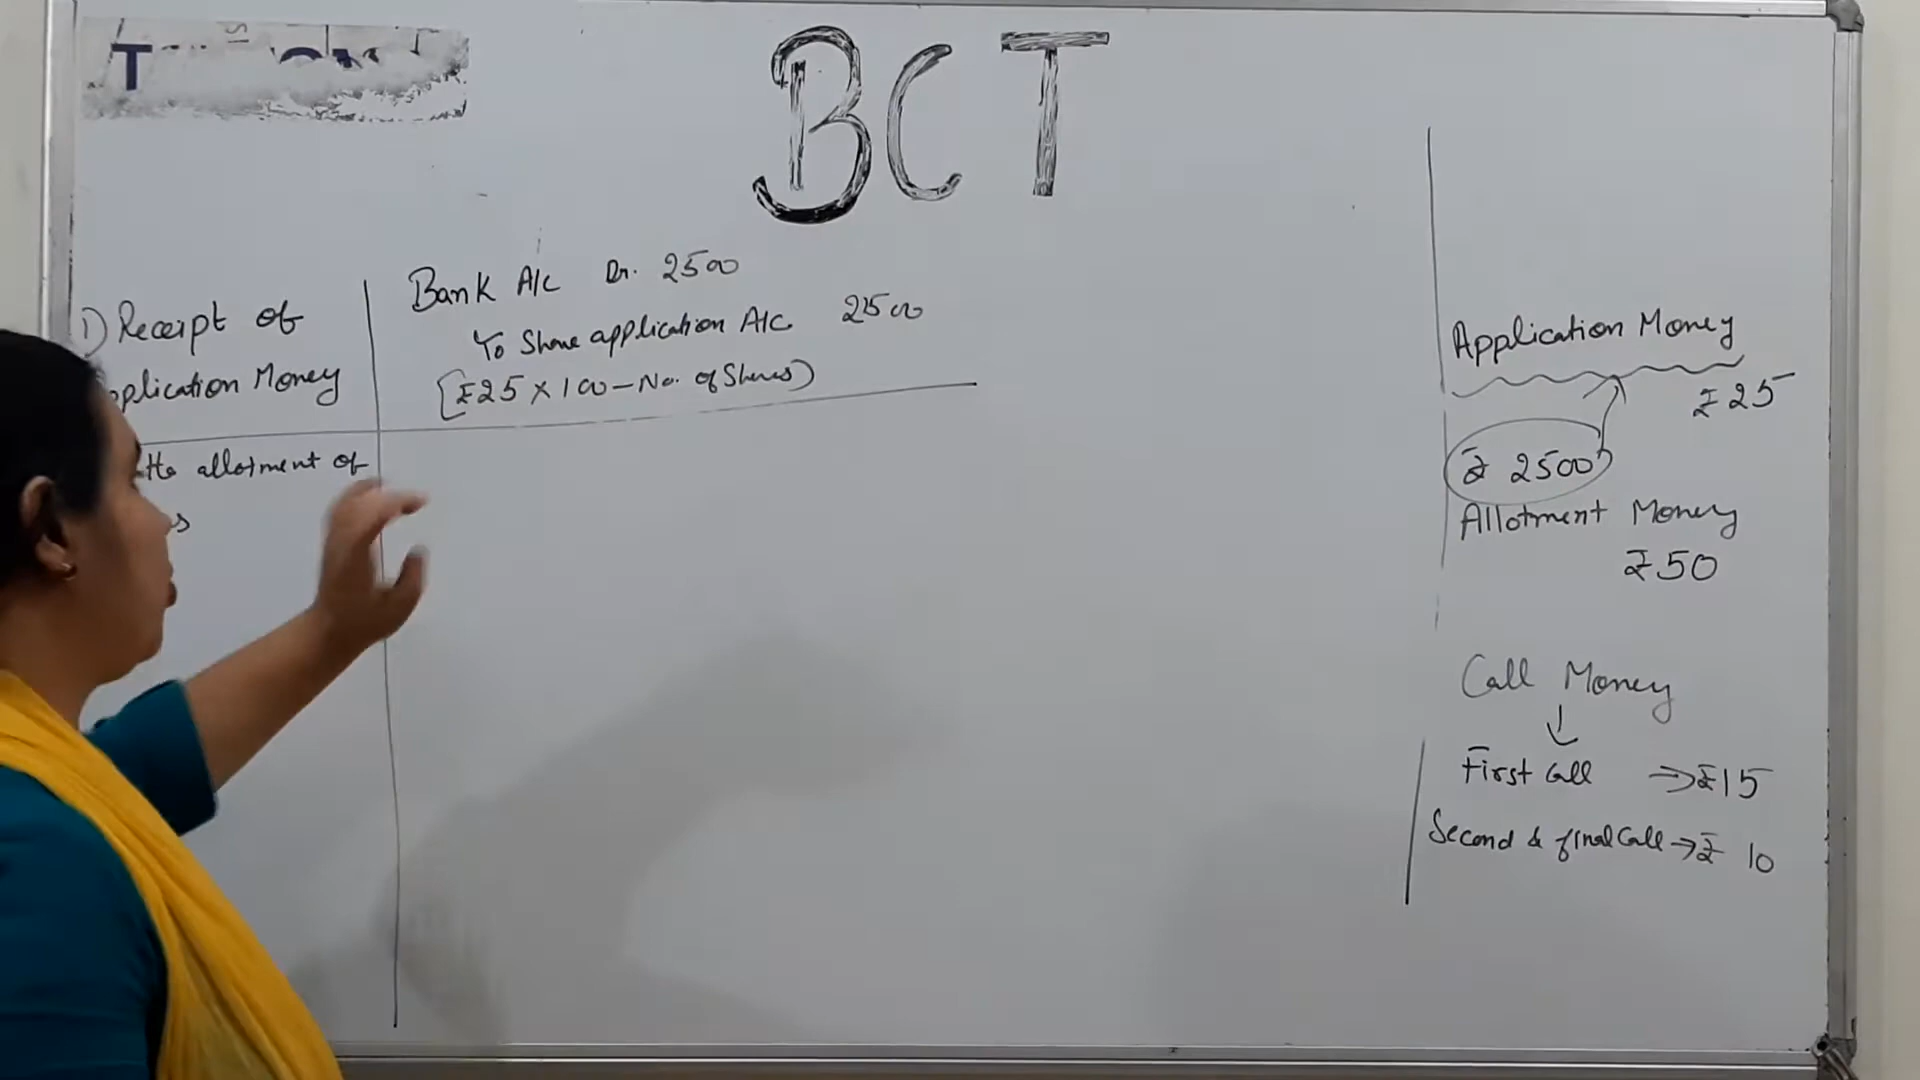 BCT
1) Receipt of
Application Money
Bank A/c Dr. 2500
To Share application A/c 2500
[₹25 × 100 - No. of Shares)
the allotment of
Application Money
₹25
₹ 2500
Allotment Money
₹50
Call Money
↓
First Call → ₹15
Second & final Call → ₹ 10